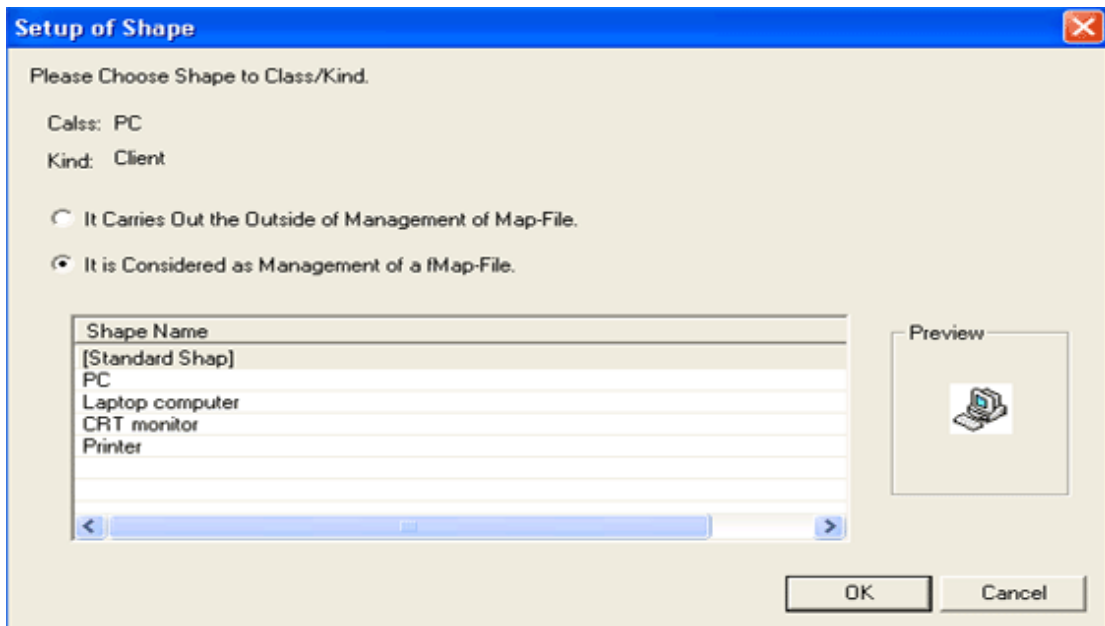 Setup of Shape
Please Choose Shape to Class/Kind.
Calss: PC
Kind: Client
It Carries Out the Outside of Management of Map-File.
It is Considered as Management of a fMap-File.
Shape Name
[Standard Shap]
PC
Laptop computer
CRT monitor
Printer
Preview
OK
Cancel